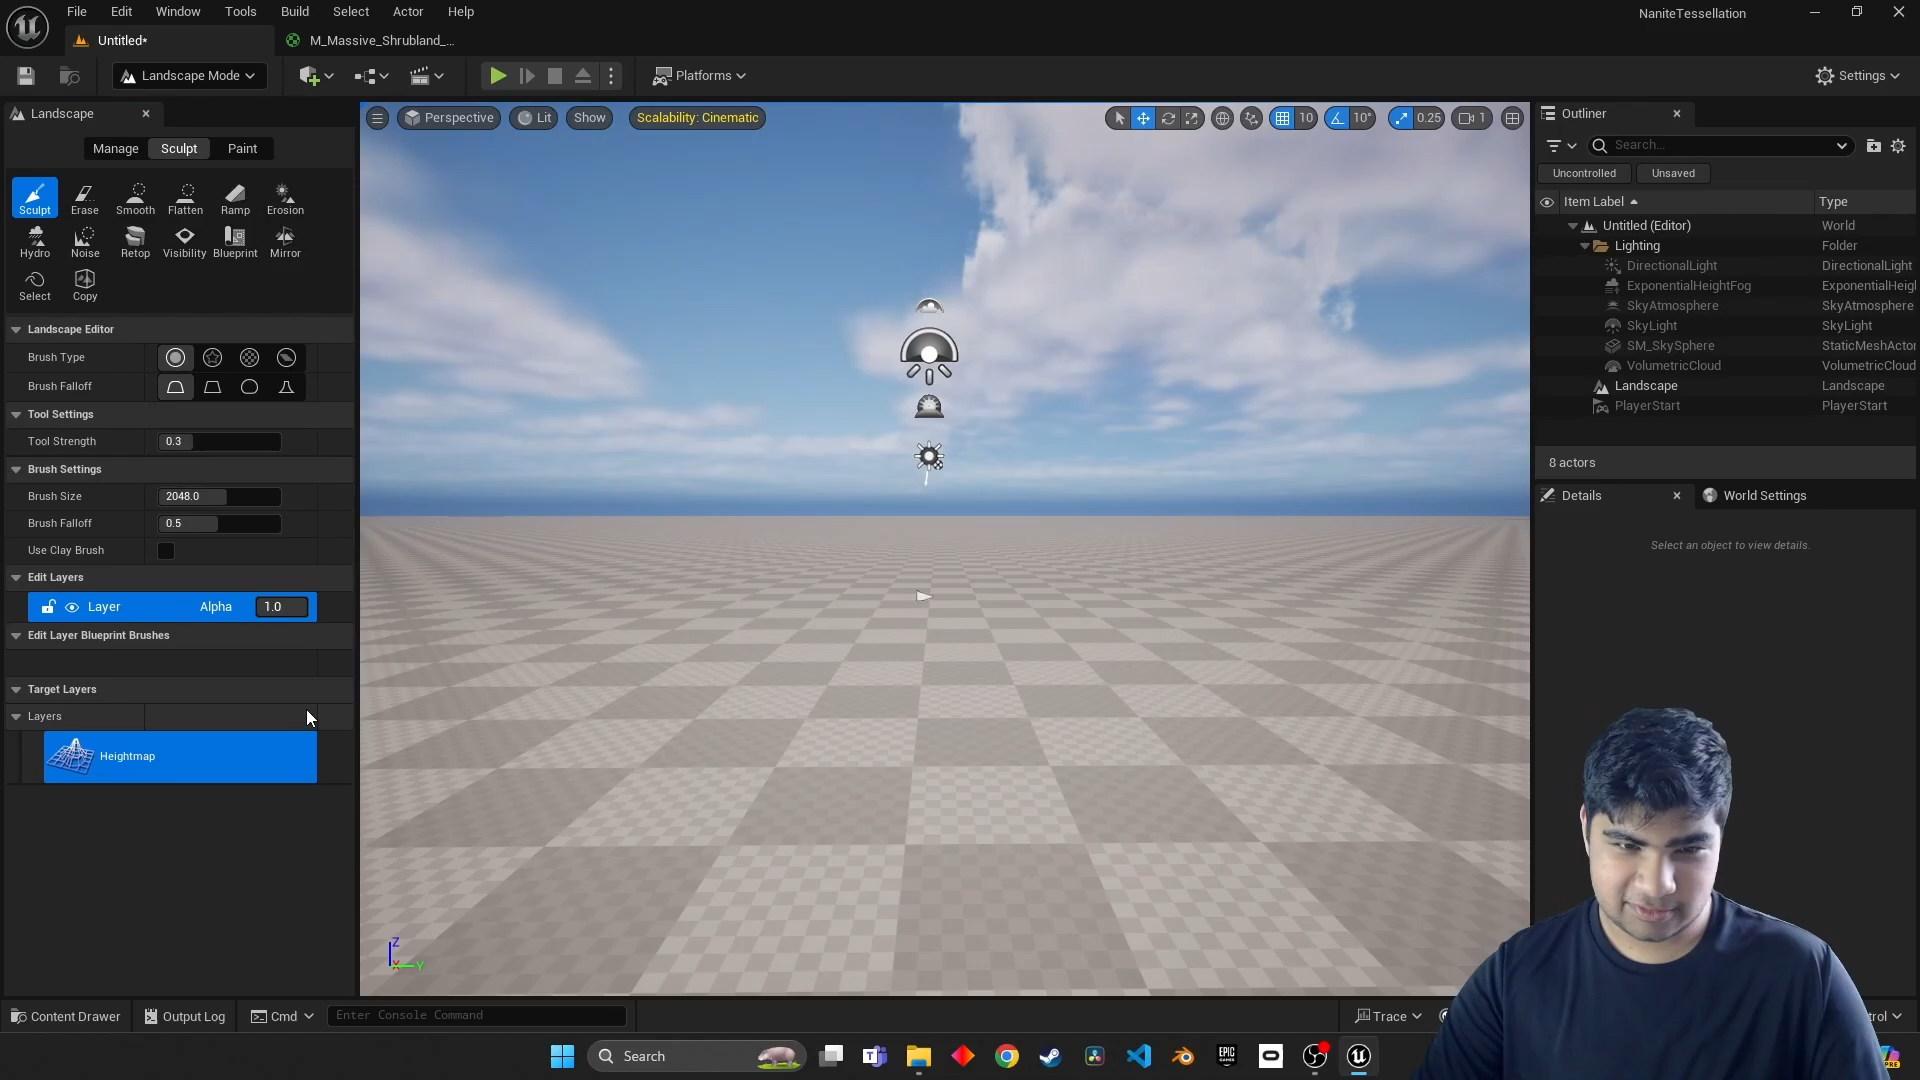 File Edit Window Tools Build Select Actor Help
NaniteTessellation
Untitled*
M_Massive_Shrubland_...
Landscape Mode
Platforms
Settings
Landscape
Manage Sculpt Paint
Sculpt Erase Smooth Flatten Ramp Erosion
Hydro Noise Retop Visibility Blueprint Mirror
Select Copy
Landscape Editor
Brush Type
Brush Falloff
Tool Settings
Tool Strength 0.3
Brush Settings
Brush Size 2048.0
Brush Falloff 0.5
Use Clay Brush
Edit Layers
Layer Alpha 1.0
Edit Layer Blueprint Brushes
Target Layers
Layers
Heightmap
Perspective Lit Show Scalability: Cinematic
10 10° 0.25 1
Z
X Y
Outliner
Search...
Uncontrolled Unsaved
Item Label Type
Untitled (Editor) World
Lighting Folder
DirectionalLight DirectionalLight
ExponentialHeightFog ExponentialHeigl
SkyAtmosphere SkyAtmosphere
SkyLight SkyLight
SM_SkySphere StaticMeshActor
VolumetricCloud VolumetricCloud
Landscape Landscape
PlayerStart PlayerStart
8 actors
Details World Settings
Select an object to view details.
Content Drawer Output Log Cmd Enter Console Command
Trace trol
Search
EPIC GAMES
PRE